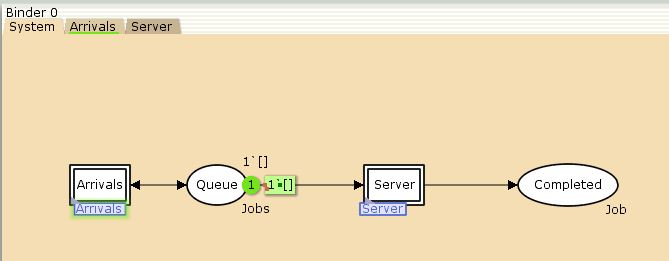 Binder 0
System Arrivals Server
1`[]
Arrivals Queue 1 1`[] Server Completed
Arrivals Jobs Server Job